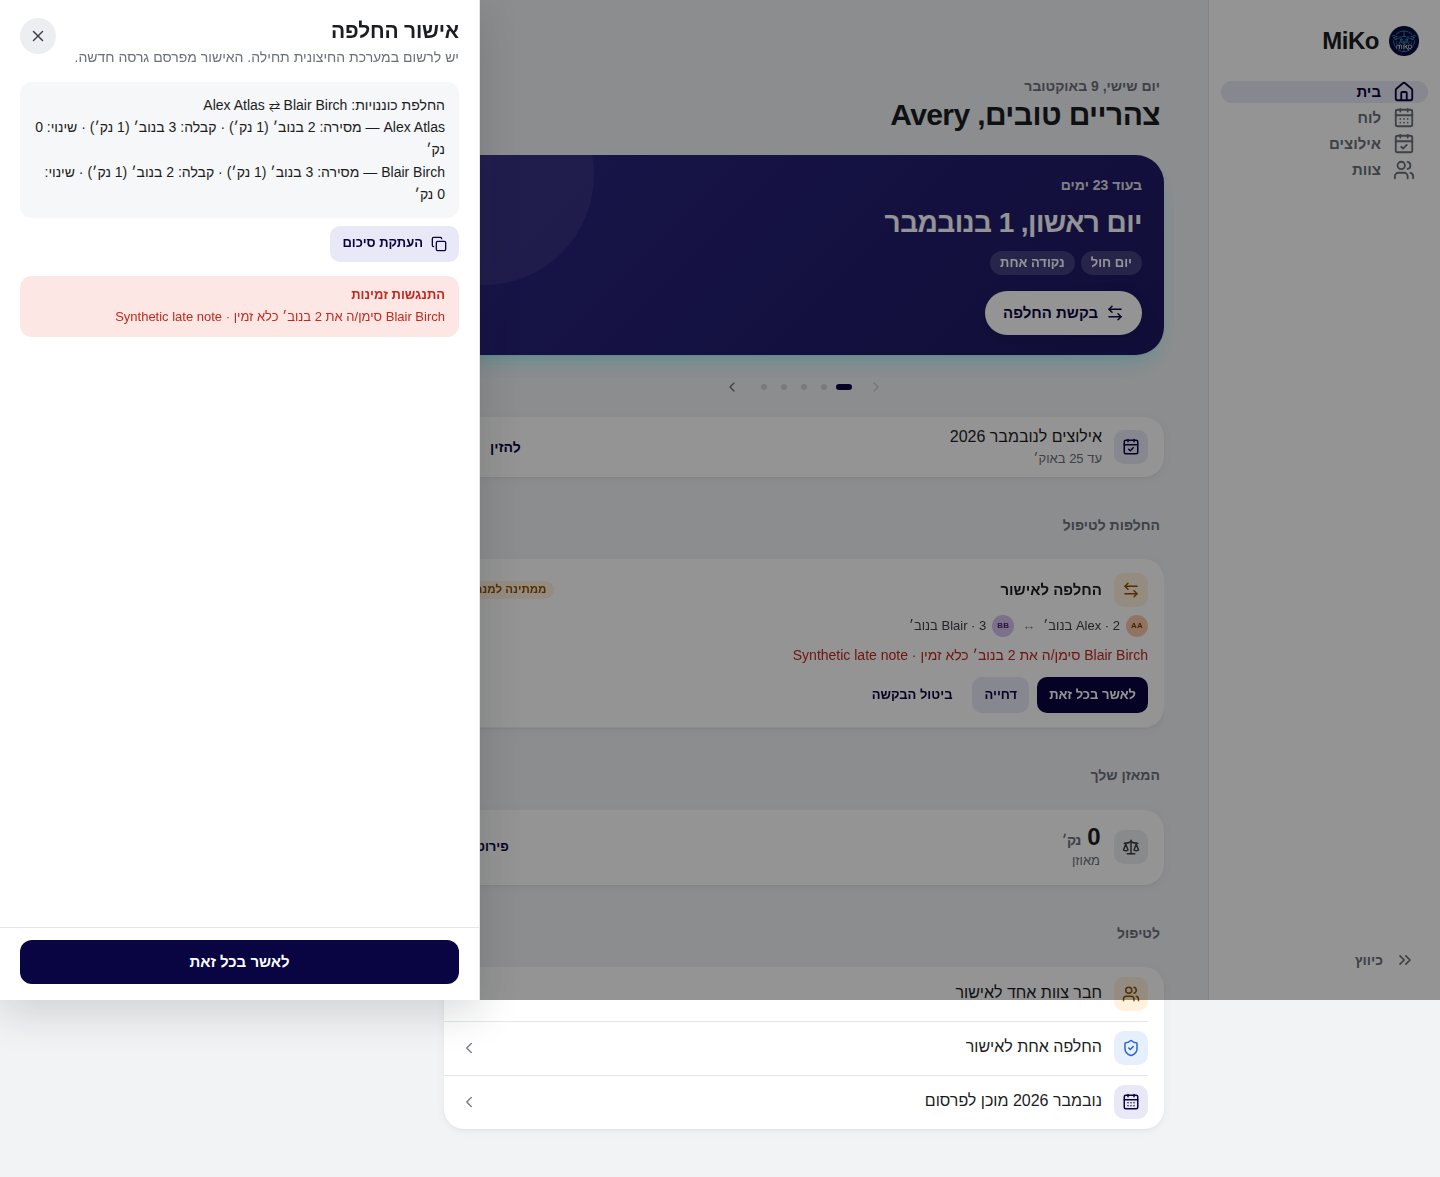 MiKo
בית
לוח
אילוצים
צוות
כיווץ
יום שישי, 9 באוקטובר
צהריים טובים, Avery
בעוד 23 ימים
יום ראשון, 1 בנובמבר
יום חול
נקודה אחת
בקשת החלפה
אילוצים לנובמבר 2026
עד 25 באוק׳
להזין
החלפות לטיפול
החלפה לאישור
AA
Alex · 2 בנוב׳ ↔ BB Blair · 3 בנוב׳
Blair Birch סימן/ה את 2 בנוב׳ כלא זמין · Synthetic late note
לאשר בכל זאת
דחייה
ביטול הבקשה
המאזן שלך
0 נק׳
מאוזן
לטיפול
חבר צוות אחד לאישור
החלפה אחת לאישור
נובמבר 2026 מוכן לפרסום
אישור החלפה
יש לרשום במערכת החיצונית תחילה. האישור מפרסם גרסה חדשה.
החלפת כוננויות: Alex Atlas ⇄ Blair Birch
Alex Atlas — מסירה: 2 בנוב׳ (1 נק׳) · קבלה: 3 בנוב׳ (1 נק׳) · שינוי: 0
נק׳
Blair Birch — מסירה: 3 בנוב׳ (1 נק׳) · קבלה: 2 בנוב׳ (1 נק׳) · שינוי:
0 נק׳
העתקת סיכום
התנגשות זמינות
Blair Birch סימן/ה את 2 בנוב׳ כלא זמין · Synthetic late note
לאשר בכל זאת